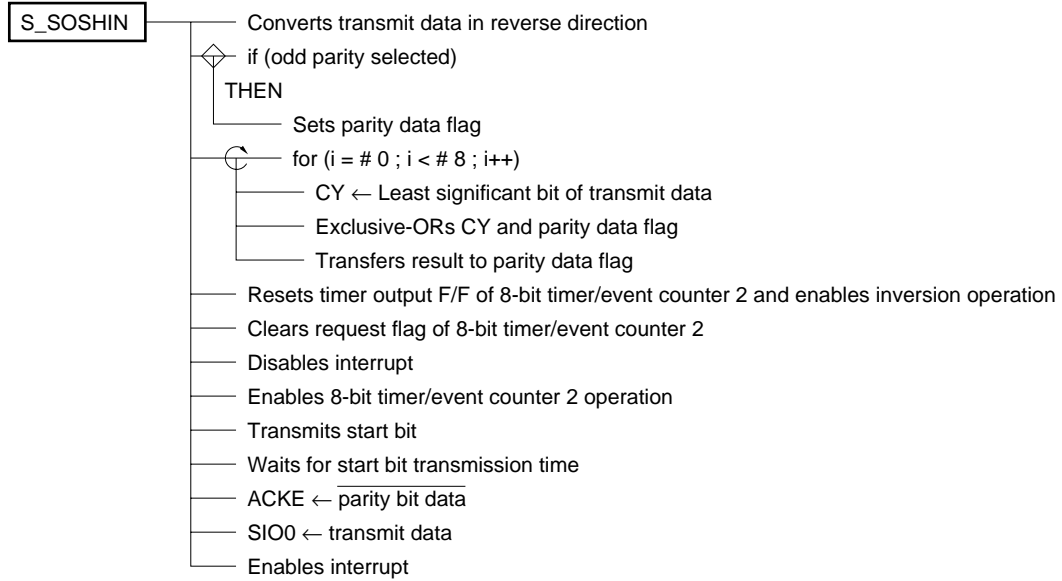 S_SOSHIN
Converts transmit data in reverse direction
if (odd parity selected)
THEN
Sets parity data flag
for (i = # 0 ; i < # 8 ; i++)
CY ← Least significant bit of transmit data
Exclusive-ORs CY and parity data flag
Transfers result to parity data flag
Resets timer output F/F of 8-bit timer/event counter 2 and enables inversion operation
Clears request flag of 8-bit timer/event counter 2
Disables interrupt
Enables 8-bit timer/event counter 2 operation
Transmits start bit
Waits for start bit transmission time
ACKE ← parity bit data
SIO0 ← transmit data
Enables interrupt